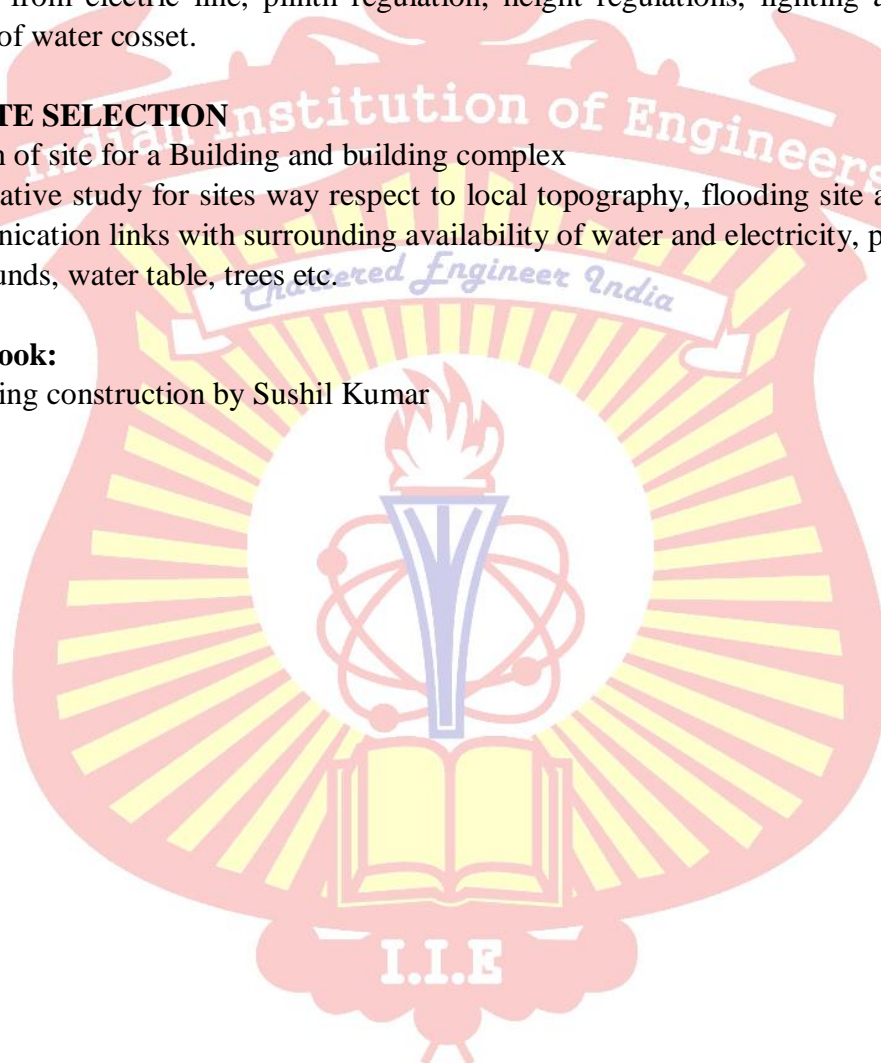 from electric line, plinth regulation, height regulations, lighting a
of water cosset.
TE SELECTION
n of site for a Building and building complex
ative study for sites way respect to local topography, flooding site a
nication links with surrounding availability of water and electricity, p
unds, water table, trees etc.
ook:
ing construction by Sushil Kumar
Indian Institution of Engineers
Chartered Engineer India
I.I.E